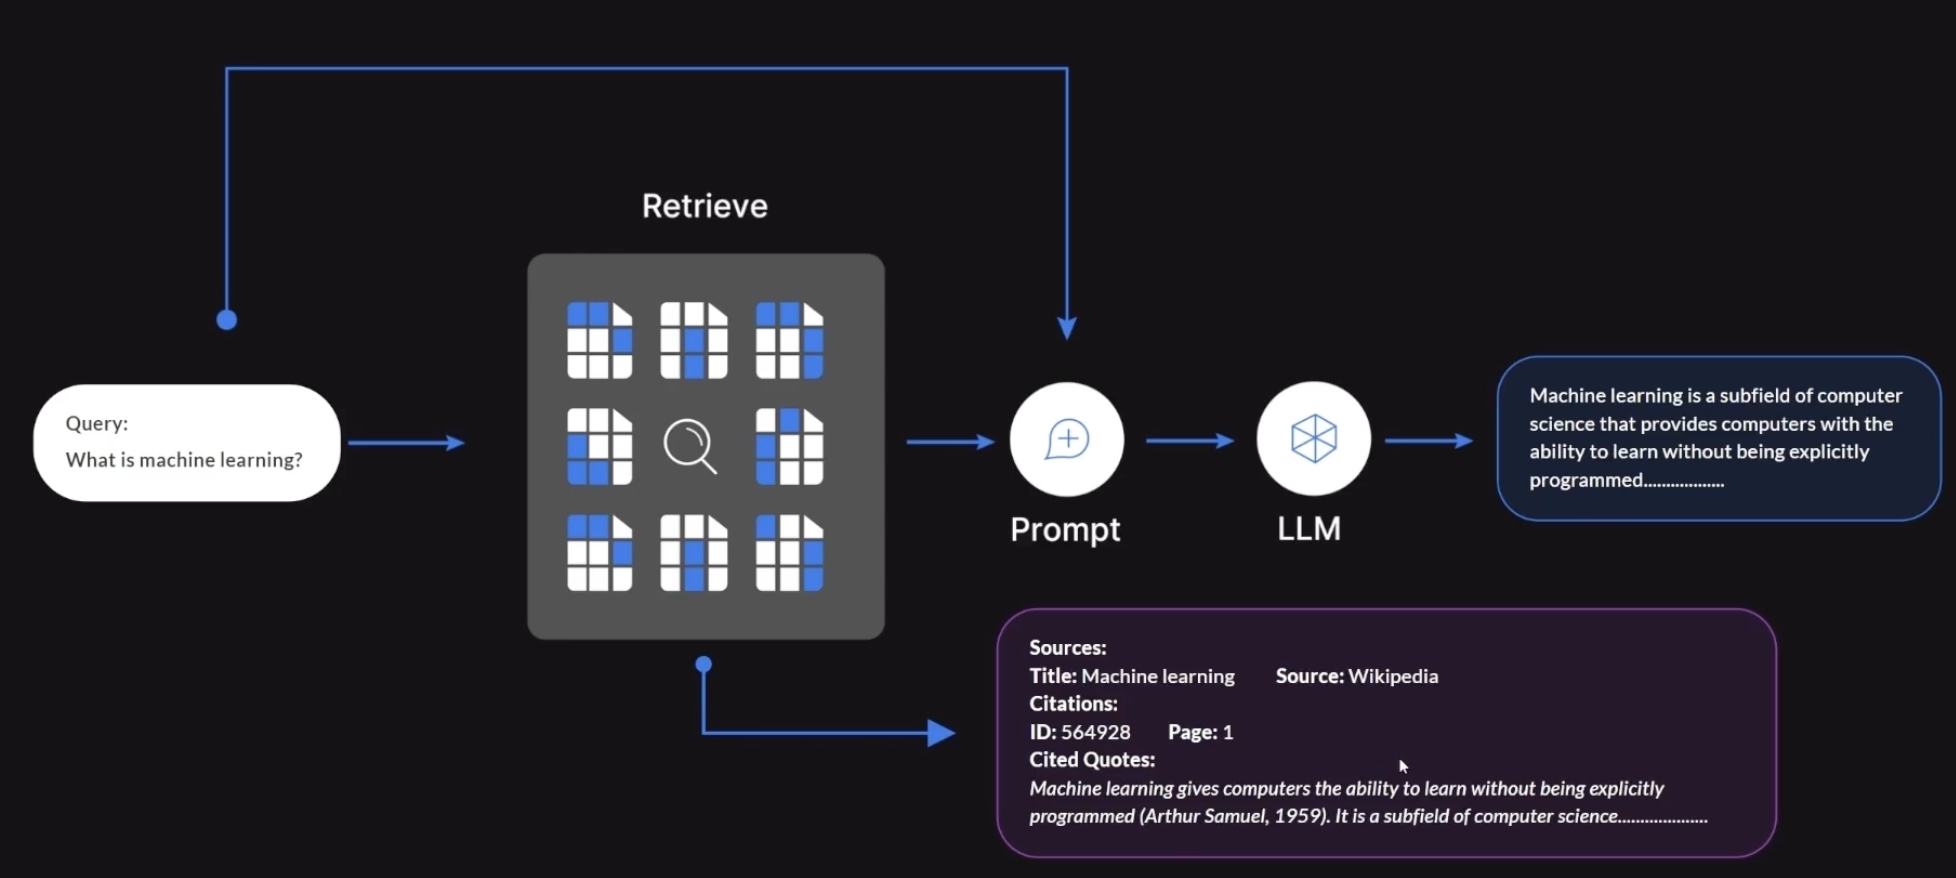 Retrieve
Query:
What is machine learning?
Prompt
LLM
Machine learning is a subfield of computer
science that provides computers with the
ability to learn without being explicitly
programmed...................
Sources:
Title: Machine learning Source: Wikipedia
Citations:
ID: 564928 Page: 1
Cited Quotes:
Machine learning gives computers the ability to learn without being explicitly
programmed (Arthur Samuel, 1959). It is a subfield of computer science.....................